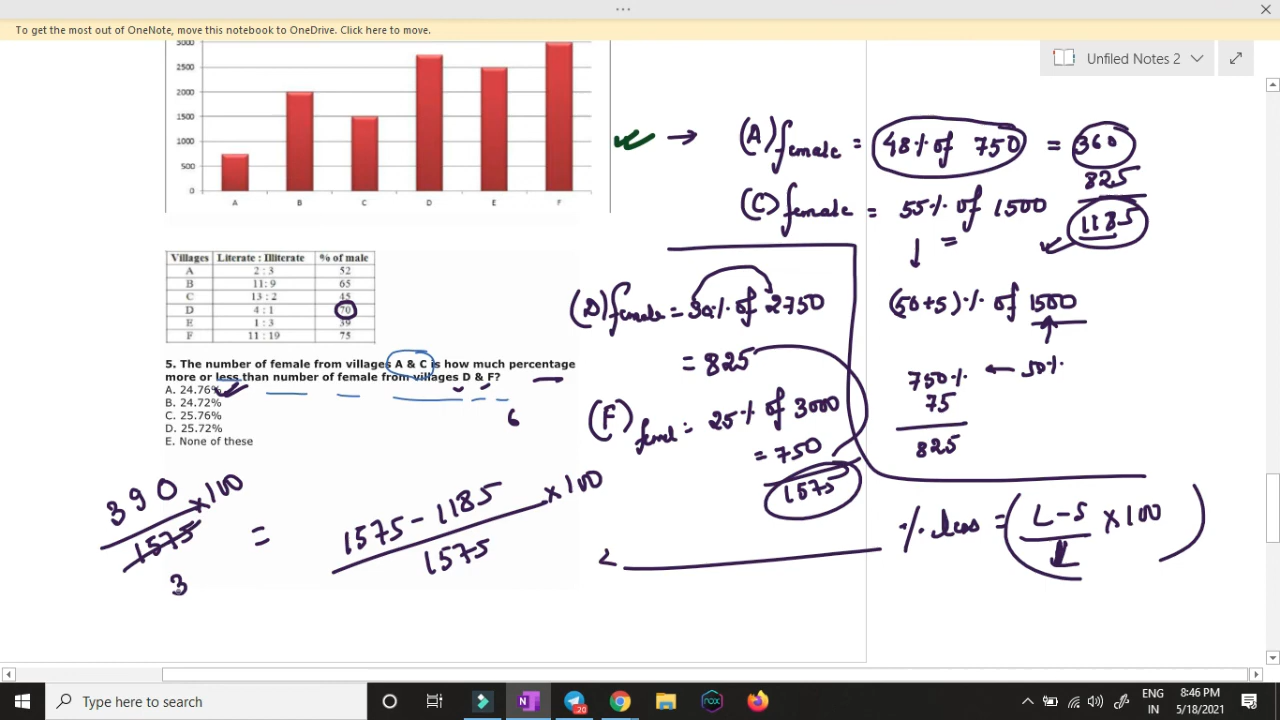 To get the most out of OneNote, move this notebook to OneDrive. Click here to move.
Unfiled Notes 2
3000
2500
2000
1500
1000
500
0
A B C D E F
Villages Literate : Illiterate % of male
A 2 : 3 52
B 11: 9 65
C 13 : 2 45
D 4 : 1 70
E 1 : 3 39
F 11 : 19 75
5. The number of female from villages A & C is how much percentage
more or less than number of female from villages D & F?
A. 24.76%
B. 24.72%
C. 25.76%
D. 25.72%
E. None of these
6
(A) female = 48% of 750 = 360
825
1185
(C) female = 55% of 1500
=
(50+5)% of 1500
750% ← 50%
75
825
(D) female = 30% of 2750
= 825
(F) femal = 25% of 3000
= 750
1575
% less = (L-S/L × 100)
1575 - 1185 × 100
1575
=
390 × 100
1575
3
Type here to search
20
nox
ENG
IN
8:46 PM
5/18/2021